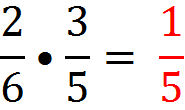 2/6 • 3/5 = 1/5